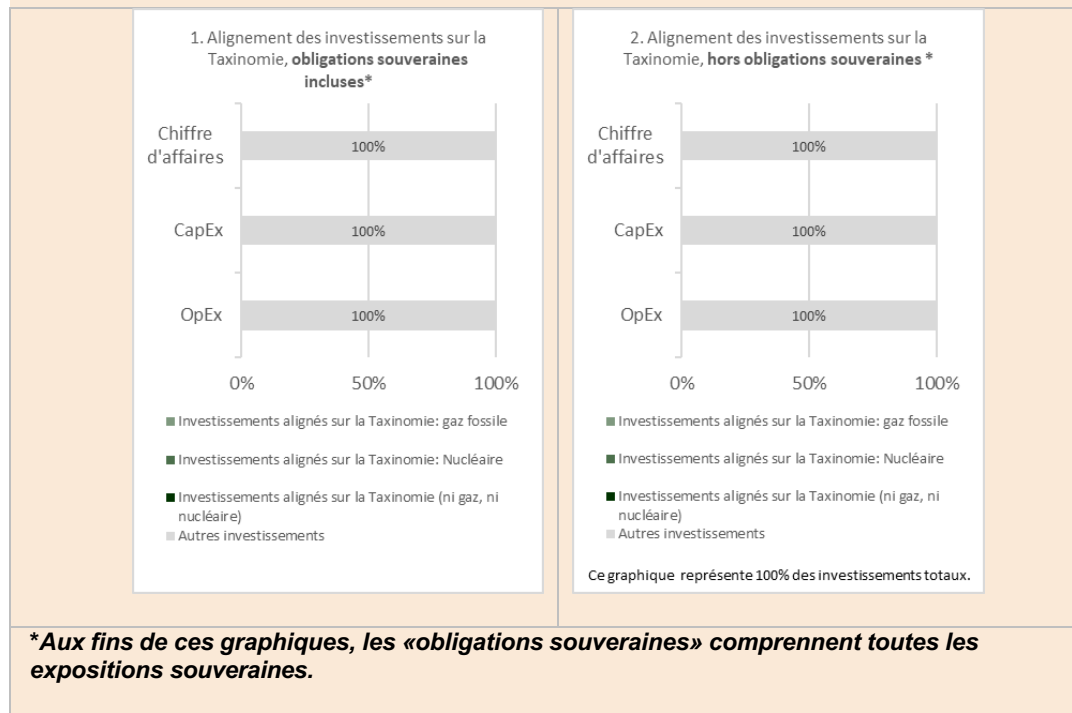 1. Alignement des investissements sur la
Taxinomie, obligations souveraines
incluses*
Chiffre
d'affaires
100%
CapEx
100%
OpEx
100%
0% 50% 100%
Investissements alignés sur la Taxinomie: gaz fossile
Investissements alignés sur la Taxinomie: Nucléaire
Investissements alignés sur la Taxinomie (ni gaz, ni
nucléaire)
Autres investissements
2. Alignement des investissements sur la
Taxinomie, hors obligations souveraines *
Chiffre
d'affaires
100%
CapEx
100%
OpEx
100%
0% 50% 100%
Investissements alignés sur la Taxinomie: gaz fossile
Investissements alignés sur la Taxinomie: Nucléaire
Investissements alignés sur la Taxinomie (ni gaz, ni
nucléaire)
Autres investissements
Ce graphique représente 100% des investissements totaux.
*Aux fins de ces graphiques, les «obligations souveraines» comprennent toutes les
expositions souveraines.